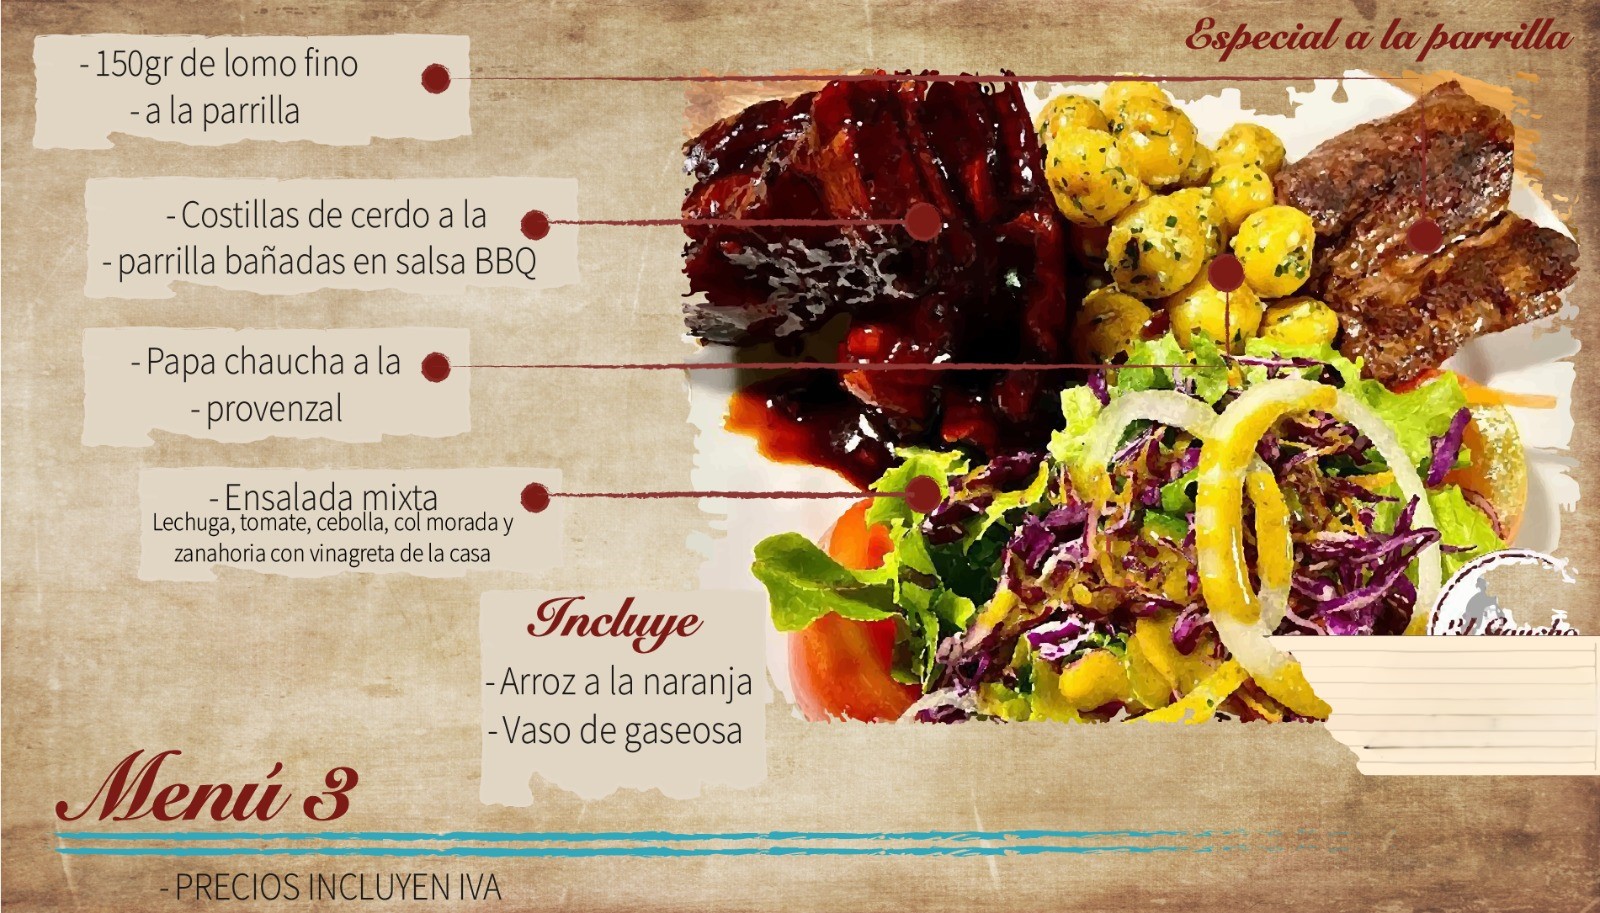 Especial a la parrilla
- 150gr de lomo fino
- a la parrilla
- Costillas de cerdo a la
- parrilla bañadas en salsa BBQ
- Papa chaucha a la
- provenzal
- Ensalada mixta
Lechuga, tomate, cebolla, col morada y
zanahoria con vinagreta de la casa
Incluye
- Arroz a la naranja
- Vaso de gaseosa
El Gaucho
Menú 3
- PRECIOS INCLUYEN IVA